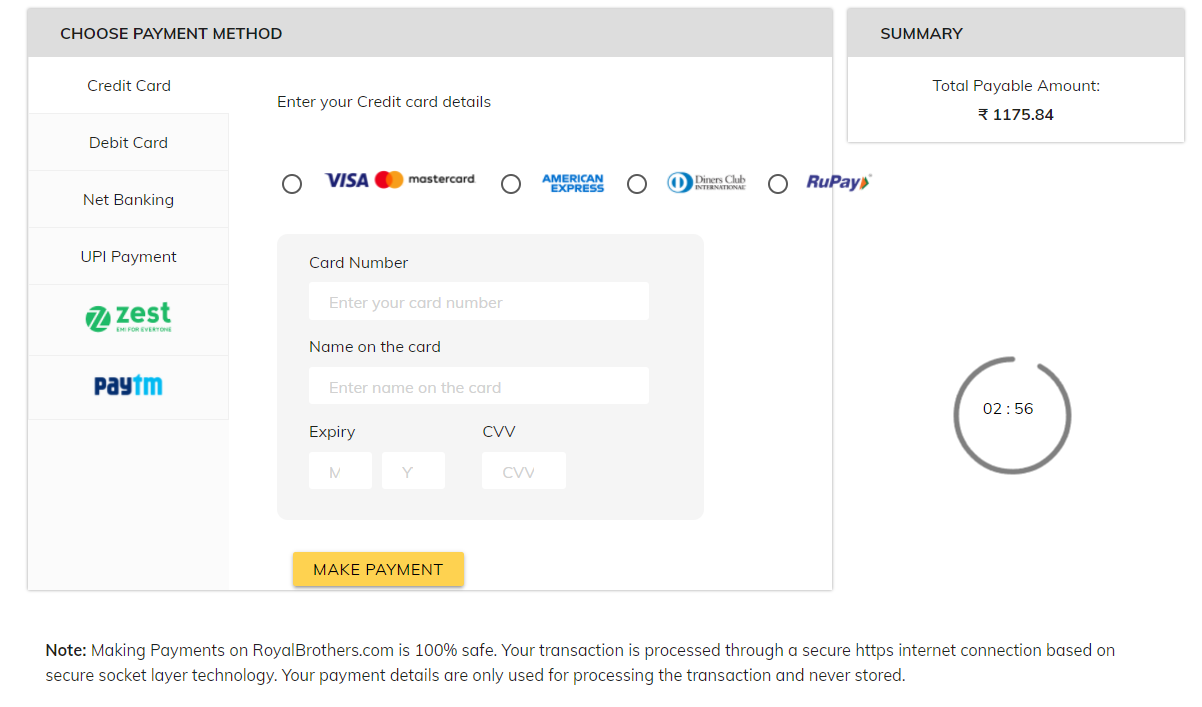 CHOOSE PAYMENT METHOD
SUMMARY
Credit Card
Debit Card
Net Banking
UPI Payment
zest
EMI FOR EVERYONE
paytm
Enter your Credit card details
VISA mastercard AMERICAN EXPRESS Diners Club INTERNATIONAL RuPay
Card Number
Enter your card number
Name on the card
Enter name on the card
Expiry CVV
M Y CVV
MAKE PAYMENT
Total Payable Amount:
₹ 1175.84
02 : 56
Note: Making Payments on RoyalBrothers.com is 100% safe. Your transaction is processed through a secure https internet connection based on
secure socket layer technology. Your payment details are only used for processing the transaction and never stored.